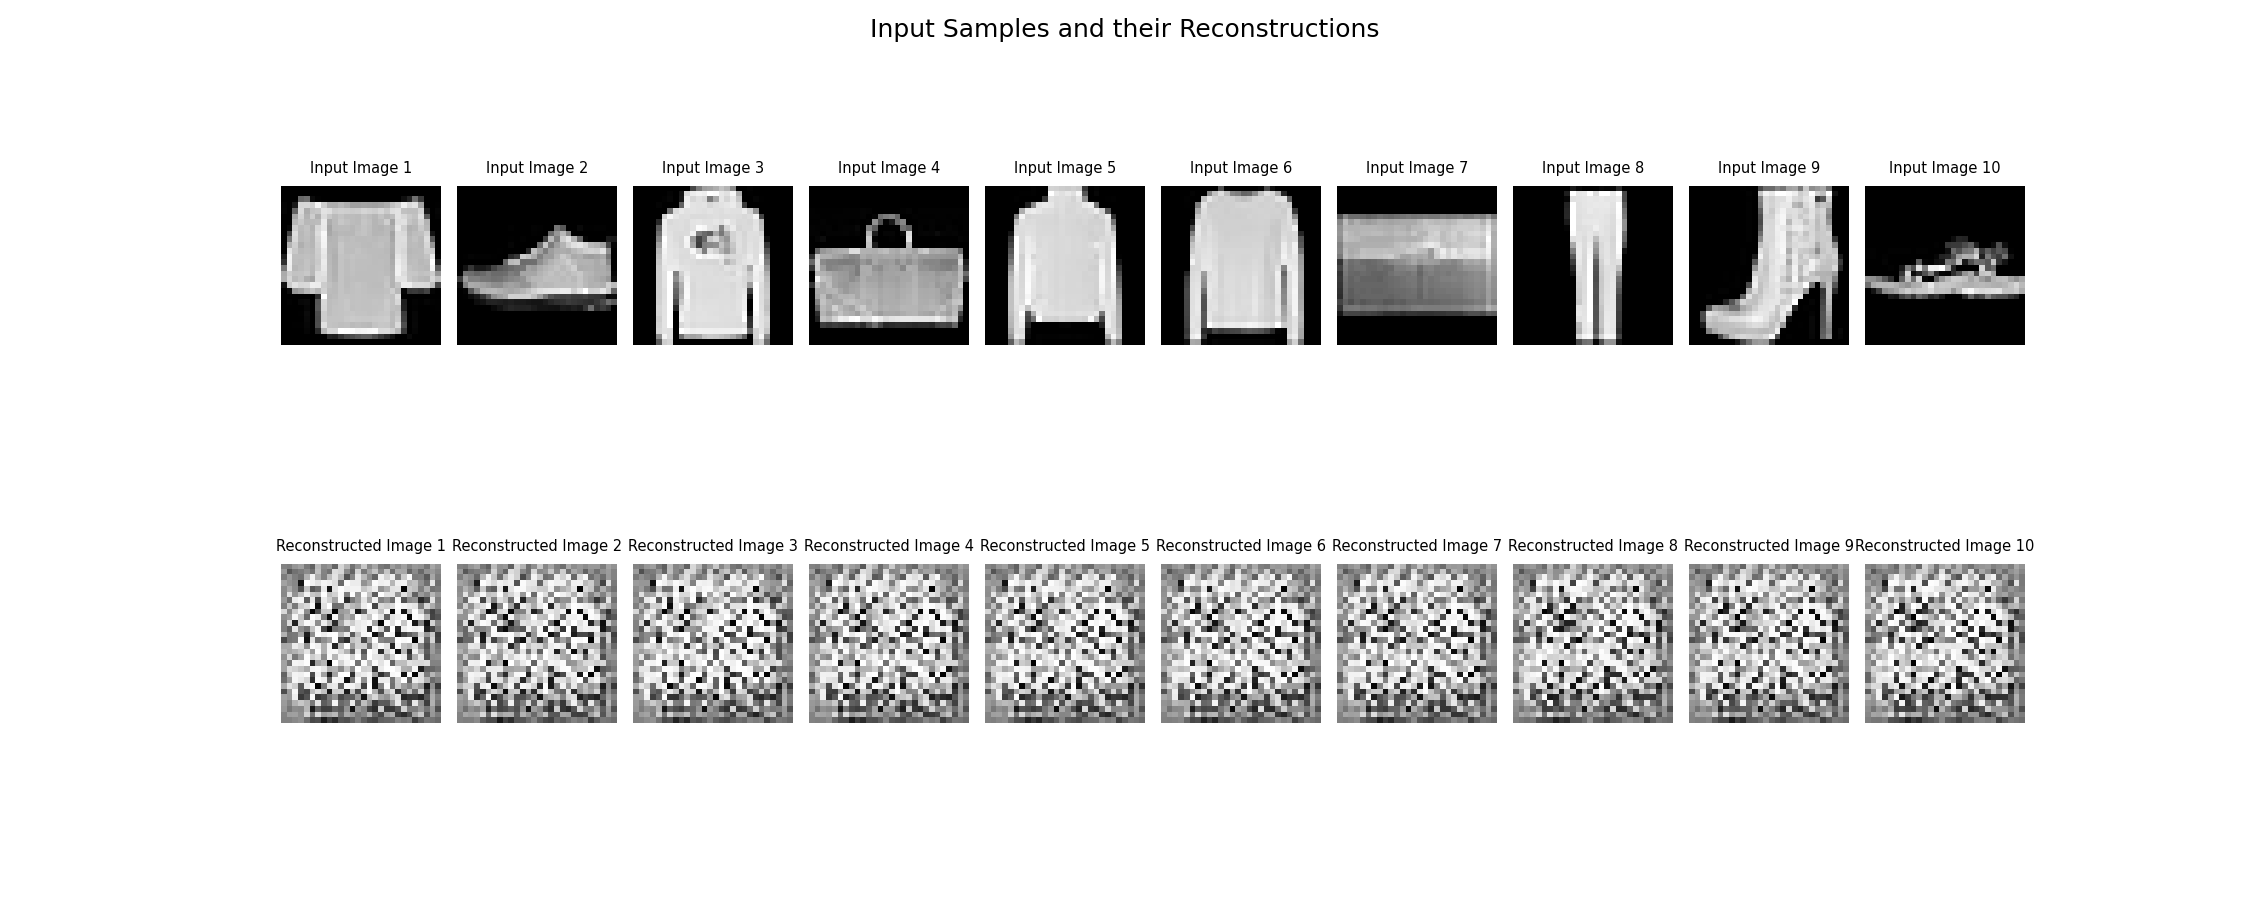 Input Samples and their Reconstructions
Input Image 1 Input Image 2 Input Image 3 Input Image 4 Input Image 5 Input Image 6 Input Image 7 Input Image 8 Input Image 9 Input Image 10
Reconstructed Image 1 Reconstructed Image 2 Reconstructed Image 3 Reconstructed Image 4 Reconstructed Image 5 Reconstructed Image 6 Reconstructed Image 7 Reconstructed Image 8 Reconstructed Image 9 Reconstructed Image 10